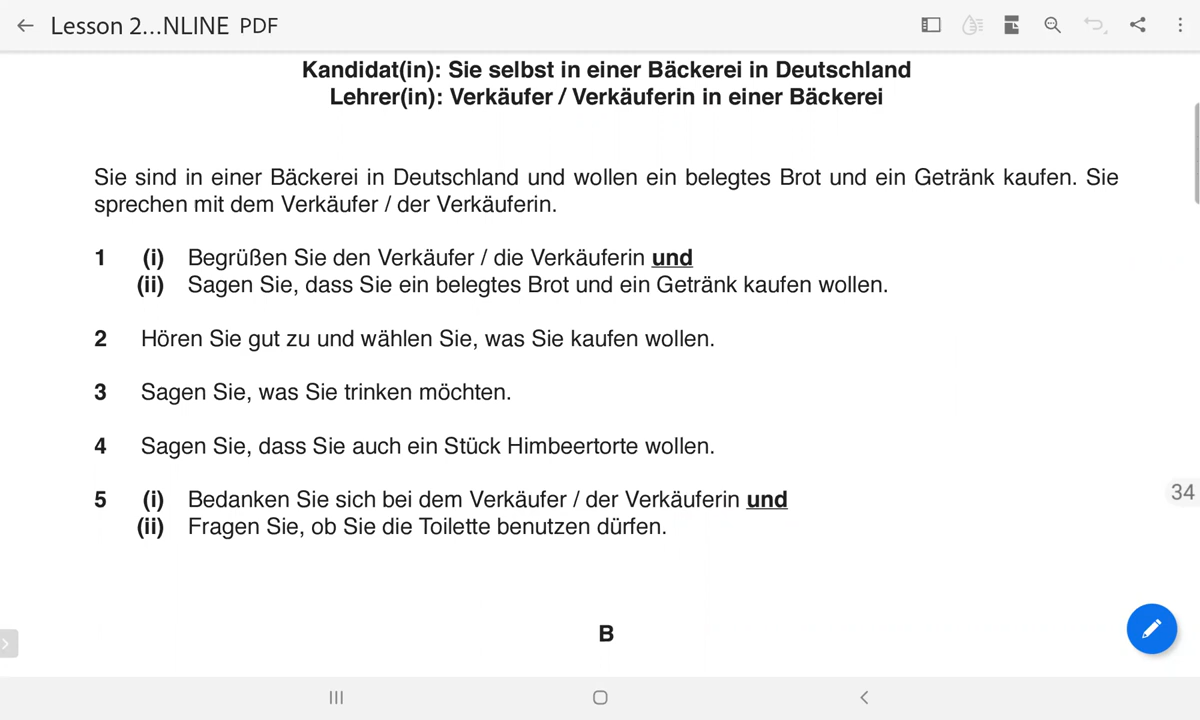 Lesson 2...NLINE PDF
Kandidat(in): Sie selbst in einer Bäckerei in Deutschland
Lehrer(in): Verkäufer / Verkäuferin in einer Bäckerei
Sie sind in einer Bäckerei in Deutschland und wollen ein belegtes Brot und ein Getränk kaufen. Sie
sprechen mit dem Verkäufer / der Verkäuferin.
1 (i) Begrüßen Sie den Verkäufer / die Verkäuferin und
(ii) Sagen Sie, dass Sie ein belegtes Brot und ein Getränk kaufen wollen.
2 Hören Sie gut zu und wählen Sie, was Sie kaufen wollen.
3 Sagen Sie, was Sie trinken möchten.
4 Sagen Sie, dass Sie auch ein Stück Himbeertorte wollen.
34
5 (i) Bedanken Sie sich bei dem Verkäufer / der Verkäuferin und
(ii) Fragen Sie, ob Sie die Toilette benutzen dürfen.
B